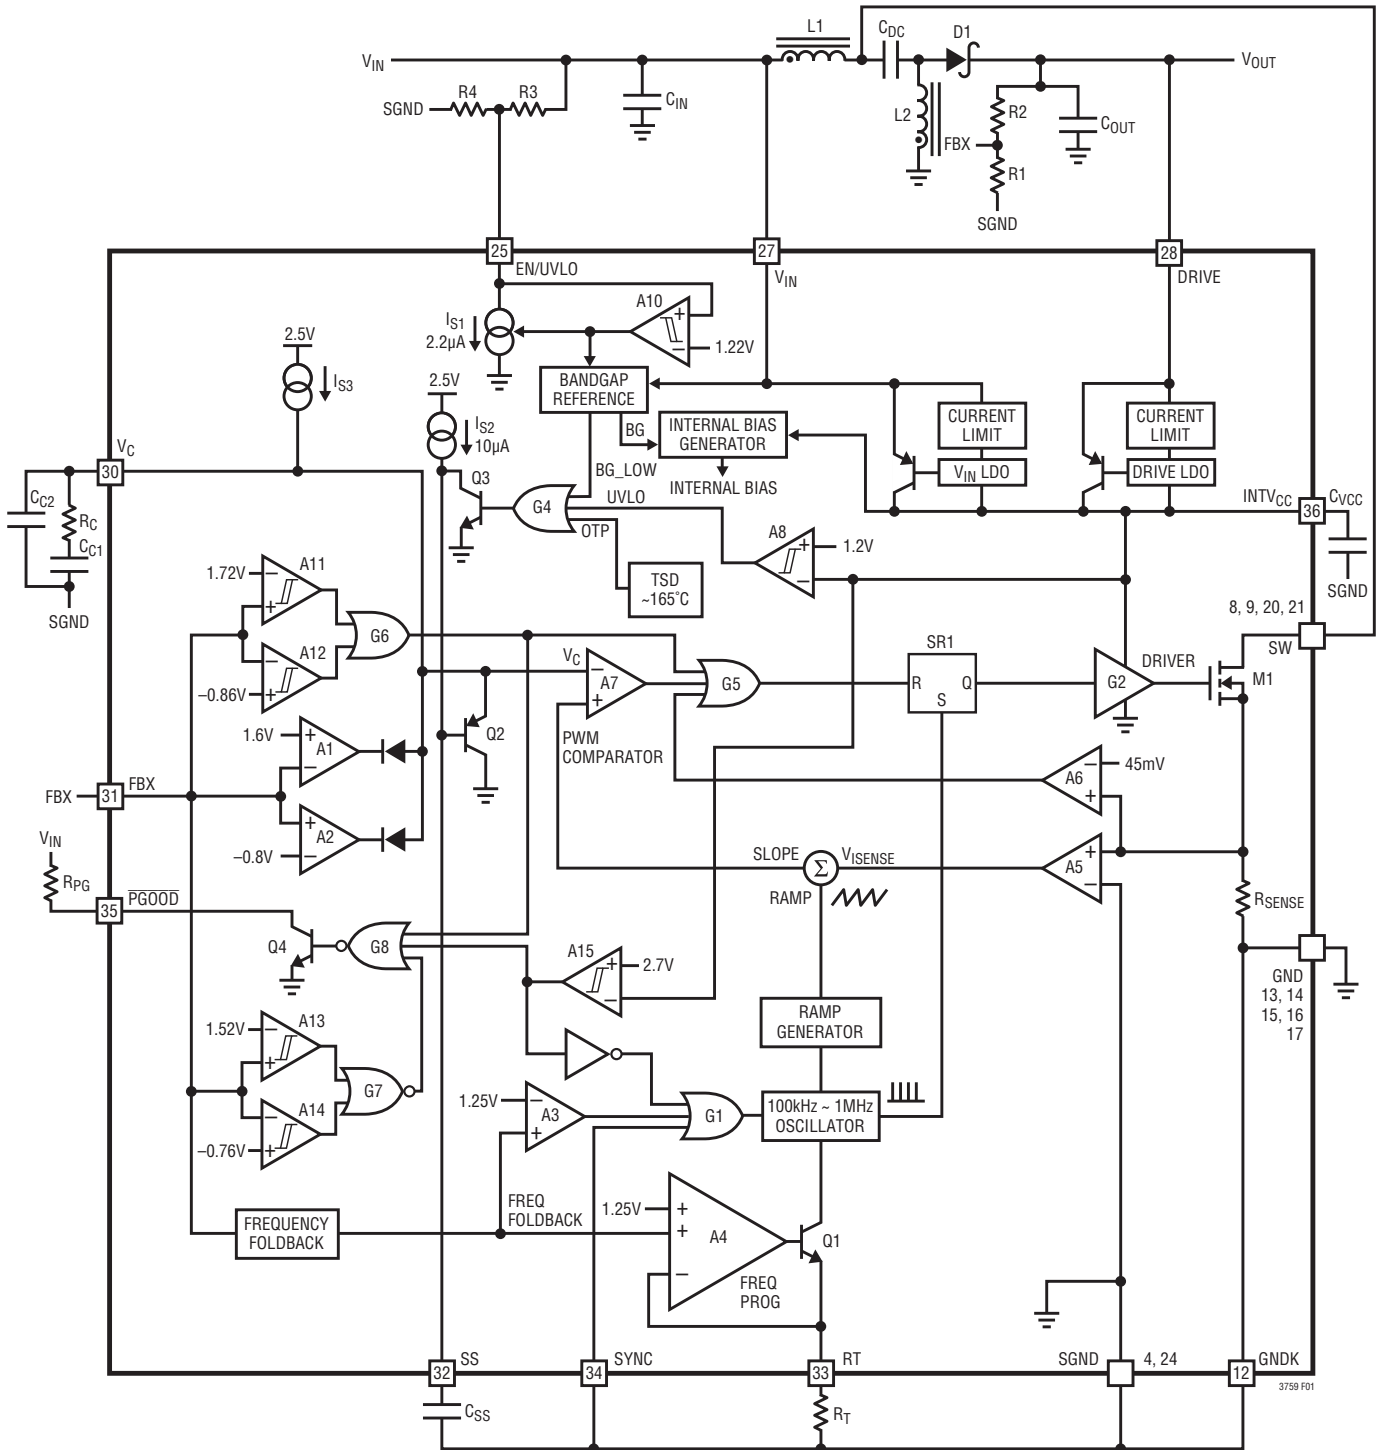 L1
CDC
D1
VIN
VOUT
R4
R3
SGND
CIN
L2
R2
COUT
FBX
R1
SGND
25
27
28
EN/UVLO
VIN
DRIVE
A10
IS1
2.2µA
+
−
1.22V
2.5V
IS3
2.5V
BANDGAP
REFERENCE
IS2
10µA
BG
INTERNAL BIAS
GENERATOR
CURRENT
LIMIT
CURRENT
LIMIT
VC
30
BG_LOW
INTERNAL BIAS
VIN LDO
DRIVE LDO
Q3
UVLO
G4
OTP
INTVCC
36
CVCC
CC2
RC
CC1
A8
+
−
1.2V
TSD
~165˚C
SGND
SGND
1.72V
−
+
A11
G6
A12
−
+
–0.86V
8, 9, 20, 21
SW
VC
−
+
A7
G5
SR1
R
Q
S
DRIVER
G2
M1
1.6V
+
−
A1
Q2
PWM
COMPARATOR
A6
−
+
45mV
FBX
31
FBX
+
−
A2
–0.8V
VIN
RPG
PGOOD
35
SLOPE
Σ
VISENSE
A5
+
−
RAMP
RSENSE
Q4
G8
A15
+
−
2.7V
GND
13, 14
15, 16
17
RAMP
GENERATOR
1.52V
−
+
A13
G7
A14
−
+
–0.76V
1.25V
−
+
A3
G1
100kHz ~ 1MHz
OSCILLATOR
FREQUENCY
FOLDBACK
FREQ
FOLDBACK
1.25V
+
+
−
A4
Q1
FREQ
PROG
32
SS
34
SYNC
33
RT
SGND
4, 24
12
GNDK
3759 F01
CSS
RT